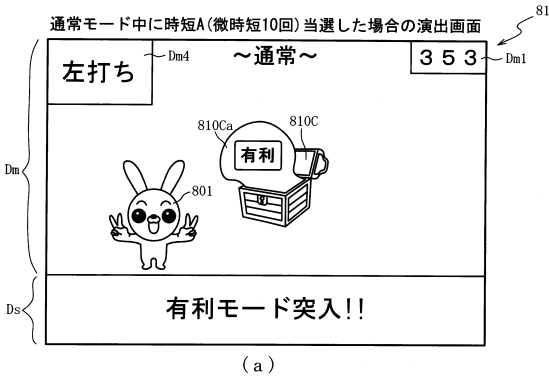 通常モード中に時短A(微時短10回)当選した場合の演出画面
81
左打ち
Dm4
～通常～
353
Dm1
810Ca
810C
有利
Dm
801
Ds
有利モード突入!!
(a)